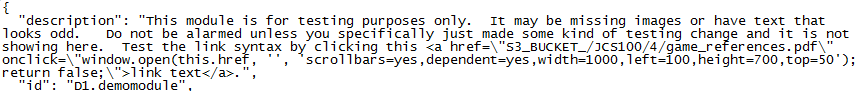 {
  "description": "This module is for testing purposes only.  It may be missing images or have text that
looks odd.   Do not be alarmed unless you specifically just made some kind of testing change and it is not
showing here.  Test the link syntax by clicking this <a href=\"S3_BUCKET_/JCS100/4/game_references.pdf\"
onclick=\"window.open(this.href, '', 'scrollbars=yes,dependent=yes,width=1000,left=100,height=700,top=50');
return false;\">link text</a>.",
  "id": "D1.demomodule",